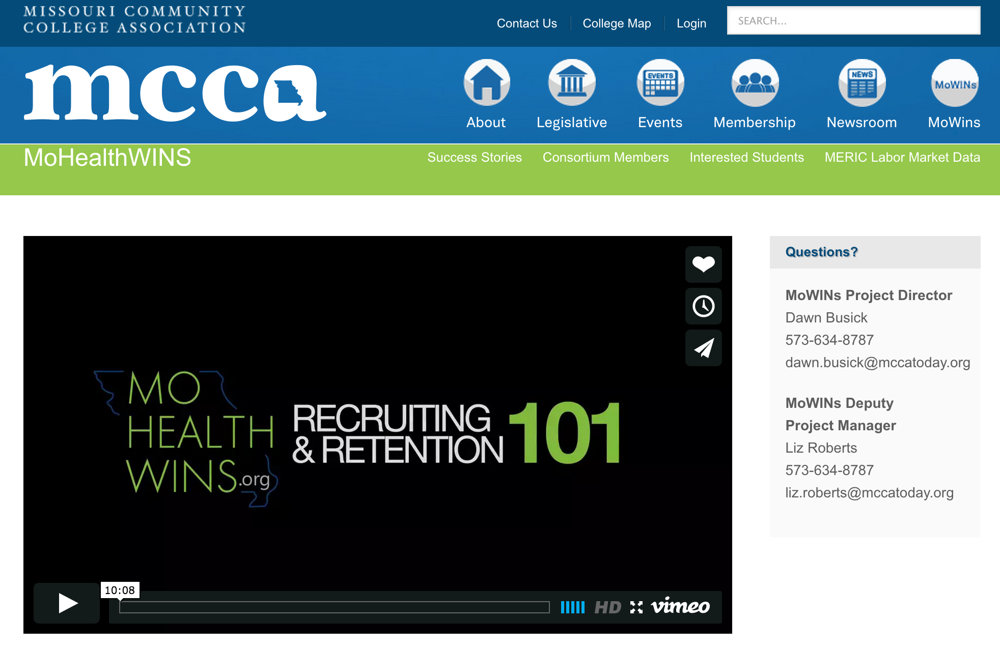 MISSOURI COMMUNITY
COLLEGE ASSOCIATION
Contact Us
College Map
Login
SEARCH...
mcca
EVENTS
NEWS
MoWINs
About
Legislative
Events
Membership
Newsroom
MoWins
MoHealthWINS
Success Stories
Consortium Members
Interested Students
MERIC Labor Market Data
MO
HEALTH
WINS.org
RECRUITING
& RETENTION
101
10:08
HD
vimeo
Questions?
MoWINs Project Director
Dawn Busick
573-634-8787
dawn.busick@mccatoday.org
MoWINs Deputy
Project Manager
Liz Roberts
573-634-8787
liz.roberts@mccatoday.org